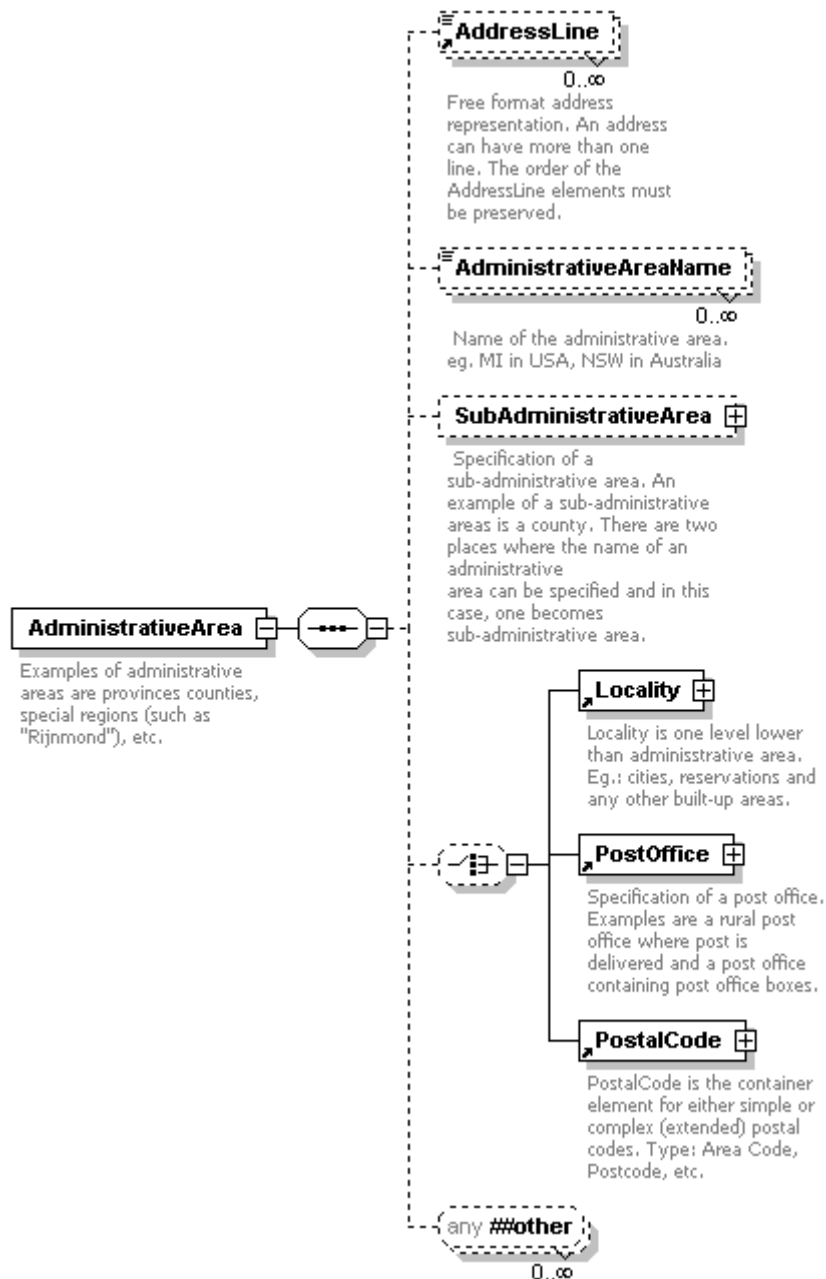 AddressLine
0..∞
Free format address
representation. An address
can have more than one
line. The order of the
AddressLine elements must
be preserved.
AdministrativeAreaName
0..∞
Name of the administrative area.
eg. MI in USA, NSW in Australia
SubAdministrativeArea
Specification of a
sub-administrative area. An
example of a sub-administrative
areas is a county. There are two
places where the name of an
administrative
area can be specified and in this
case, one becomes
sub-administrative area.
AdministrativeArea
Examples of administrative
areas are provinces counties,
special regions (such as
"Rijnmond"), etc.
Locality
Locality is one level lower
than adminisstrative area.
Eg.: cities, reservations and
any other built-up areas.
PostOffice
Specification of a post office.
Examples are a rural post
office where post is
delivered and a post office
containing post office boxes.
PostalCode
PostalCode is the container
element for either simple or
complex (extended) postal
codes. Type: Area Code,
Postcode, etc.
any ##other
0..∞